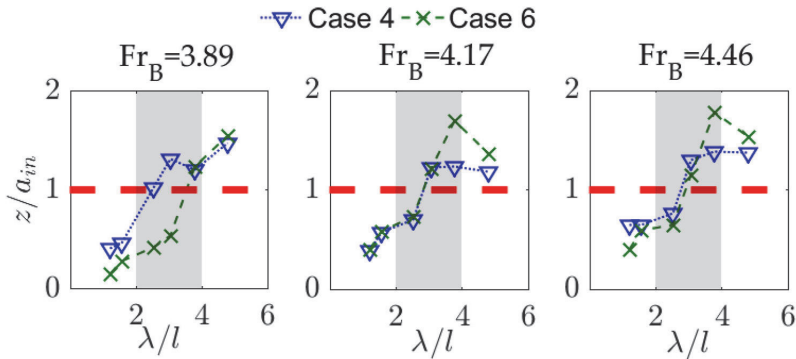 Case 4 Case 6
Fr_B=3.89 Fr_B=4.17 Fr_B=4.46
z/a_in
2 2 2
1 1 1
0 0 0
2 4 6 2 4 6 2 4 6
λ/l λ/l λ/l